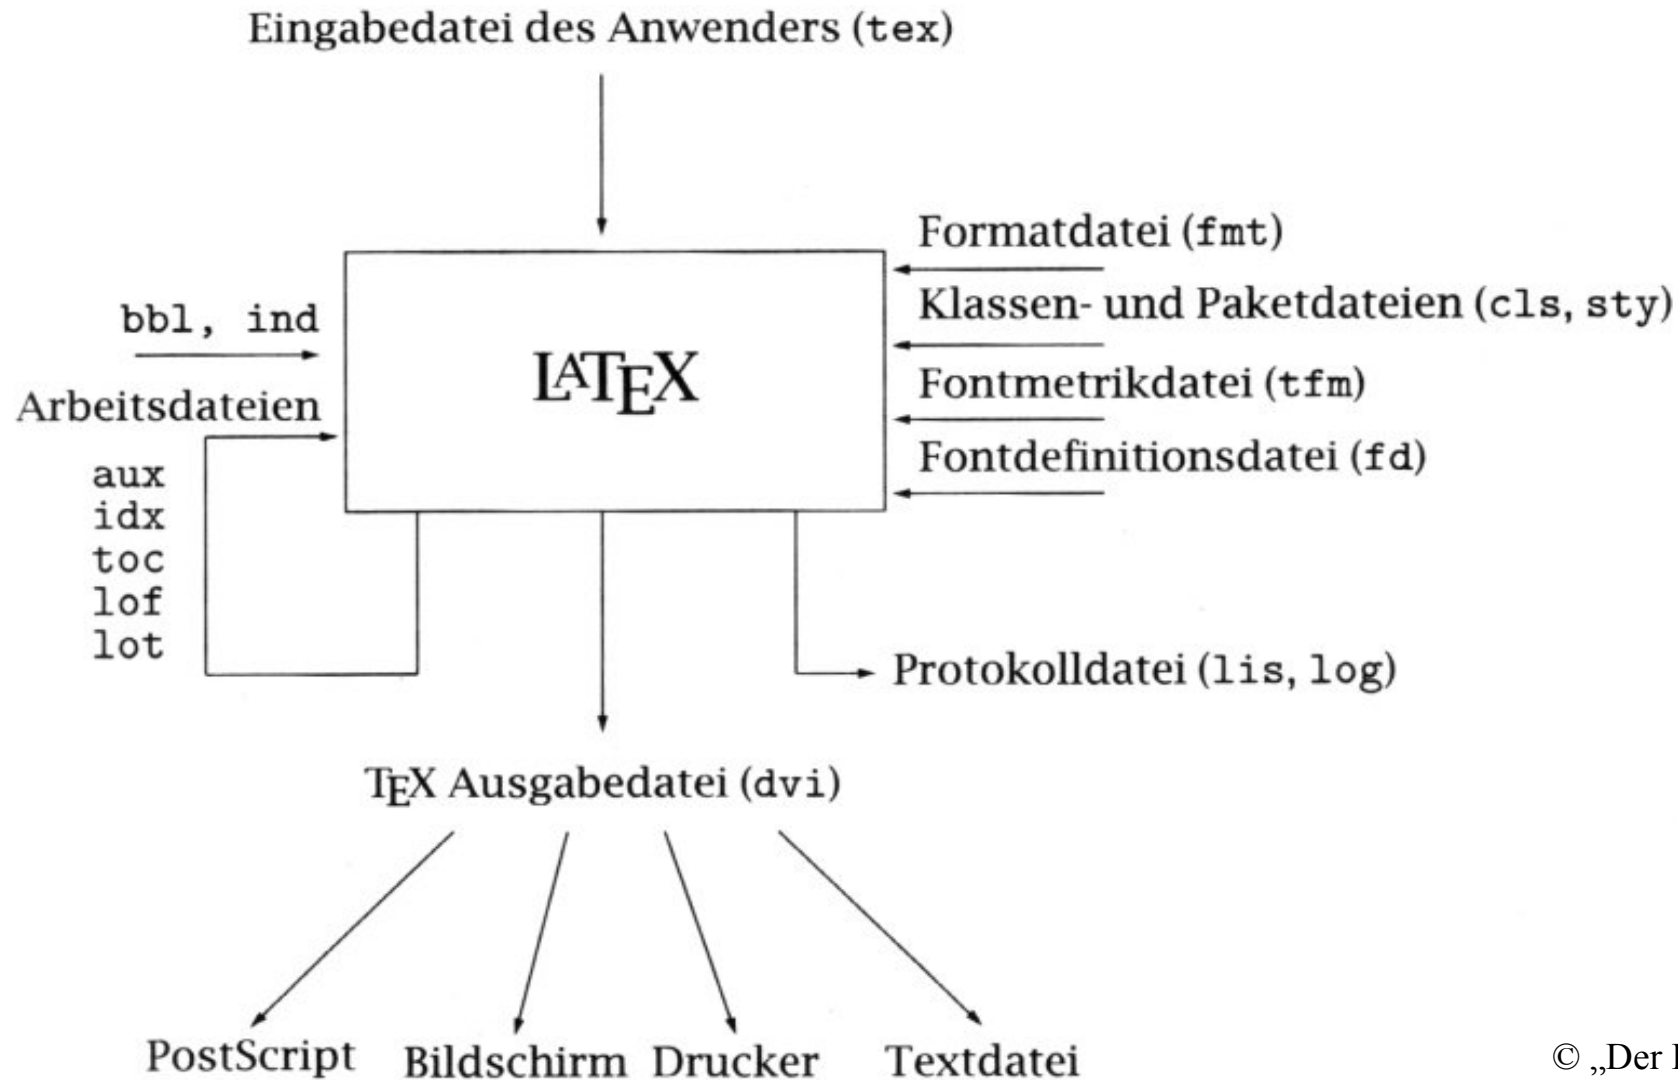 Eingabedatei des Anwenders (tex)
Formatdatei (fmt)
Klassen- und Paketdateien (cls, sty)
Fontmetrikdatei (tfm)
Fontdefinitionsdatei (fd)
bbl, ind
Arbeitsdateien
aux
idx
toc
lof
lot
LATEX
Protokolldatei (lis, log)
TEX Ausgabedatei (dvi)
PostScript
Bildschirm
Drucker
Textdatei
© „Der